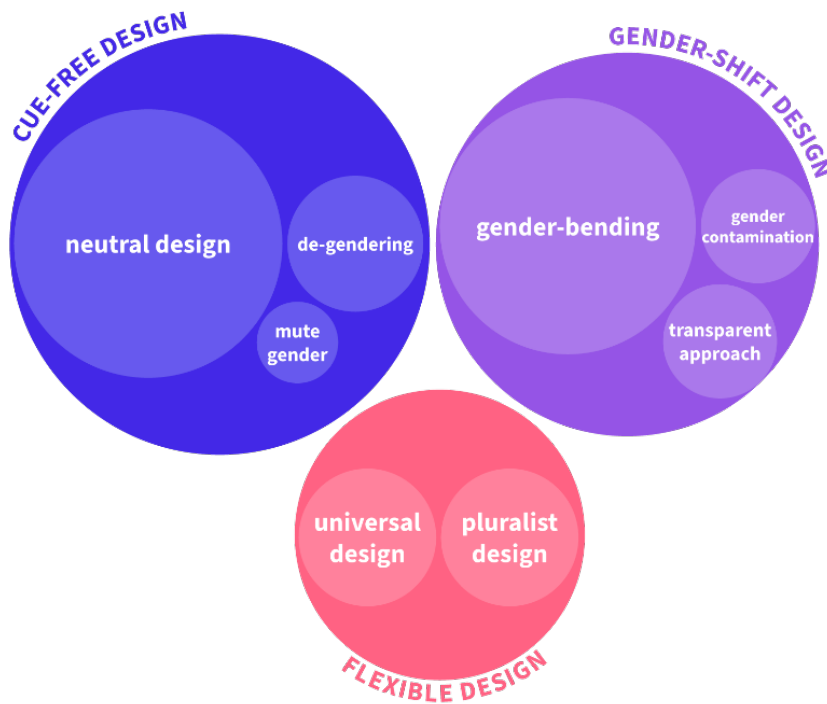 CUE-FREE DESIGN
neutral design
de-gendering
mute
gender
GENDER-SHIFT DESIGN
gender-bending
gender
contamination
transparent
approach
universal
design
pluralist
design
FLEXIBLE DESIGN